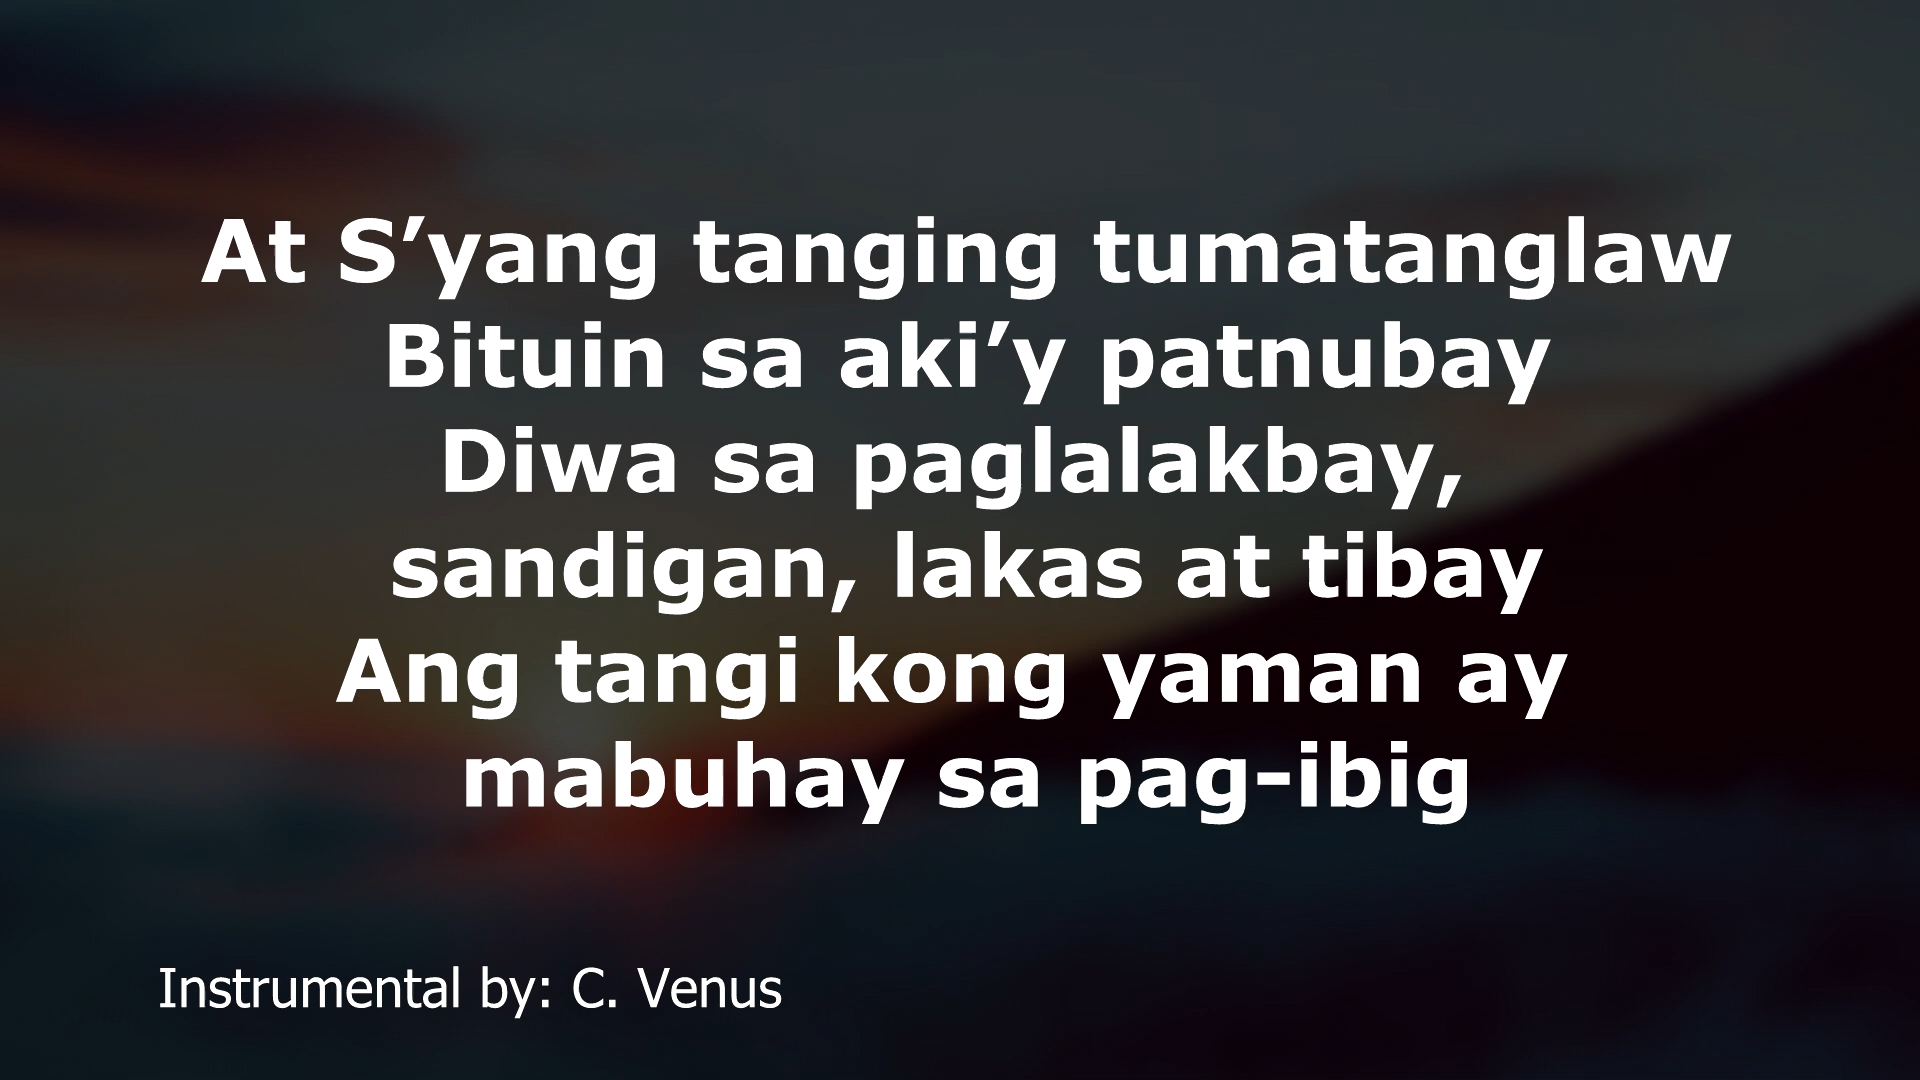 At S’yang tanging tumatanglaw
Bituin sa aki’y patnubay
Diwa sa paglalakbay,
sandigan, lakas at tibay
Ang tangi kong yaman ay
mabuhay sa pag-ibig
Instrumental by: C. Venus